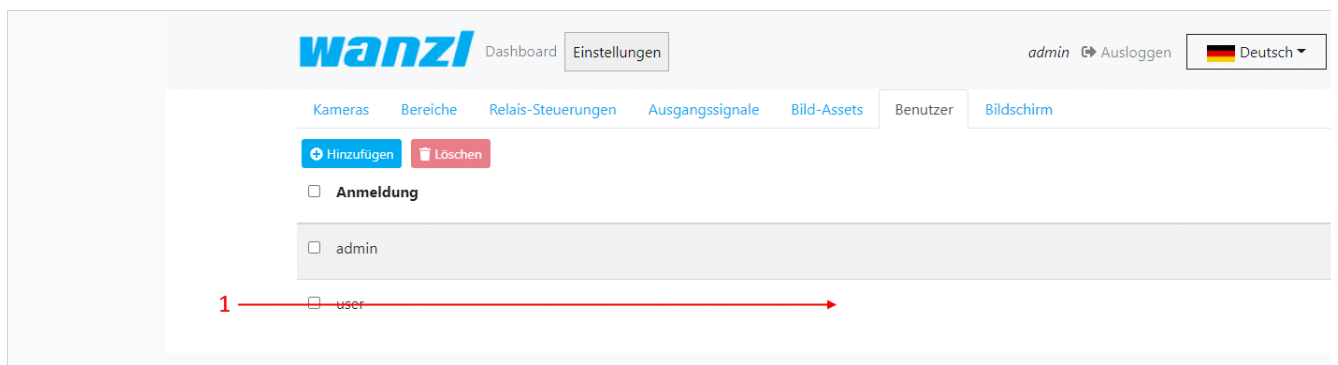 wanzl Dashboard Einstellungen admin Ausloggen Deutsch
Kameras Bereiche Relais-Steuerungen Ausgangssignale Bild-Assets Benutzer Bildschirm
Hinzufügen Löschen
Anmeldung
admin
1 user